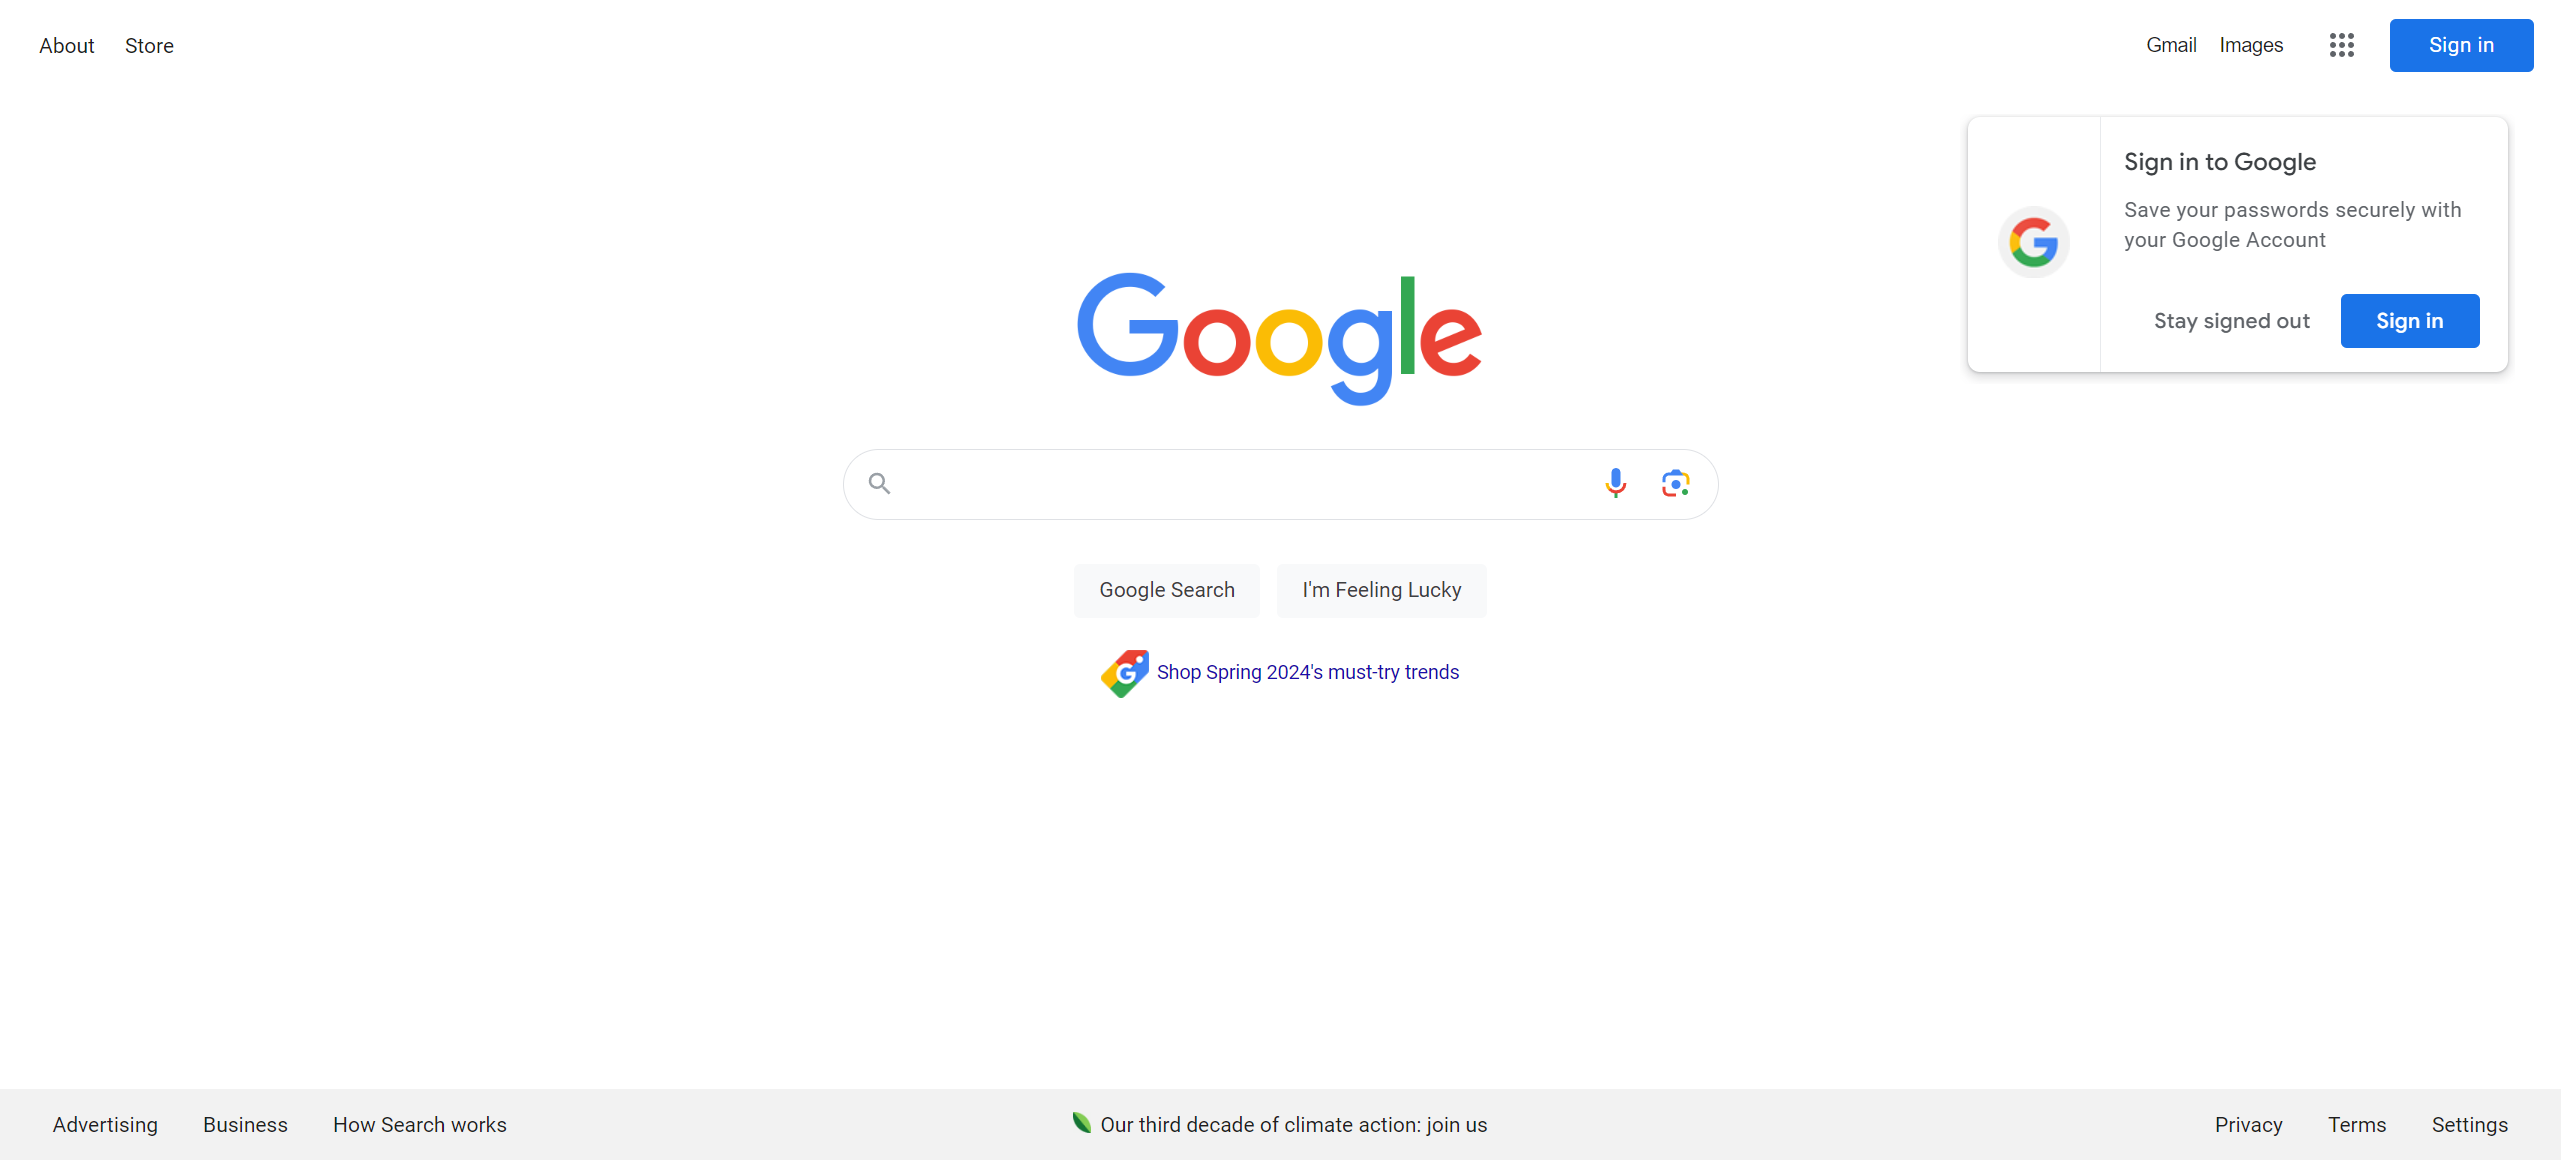 About Store
Gmail Images Sign in
Sign in to Google
Save your passwords securely with
your Google Account
Stay signed out Sign in
Google
Google Search I'm Feeling Lucky
Shop Spring 2024's must-try trends
Advertising Business How Search works
Our third decade of climate action: join us
Privacy Terms Settings